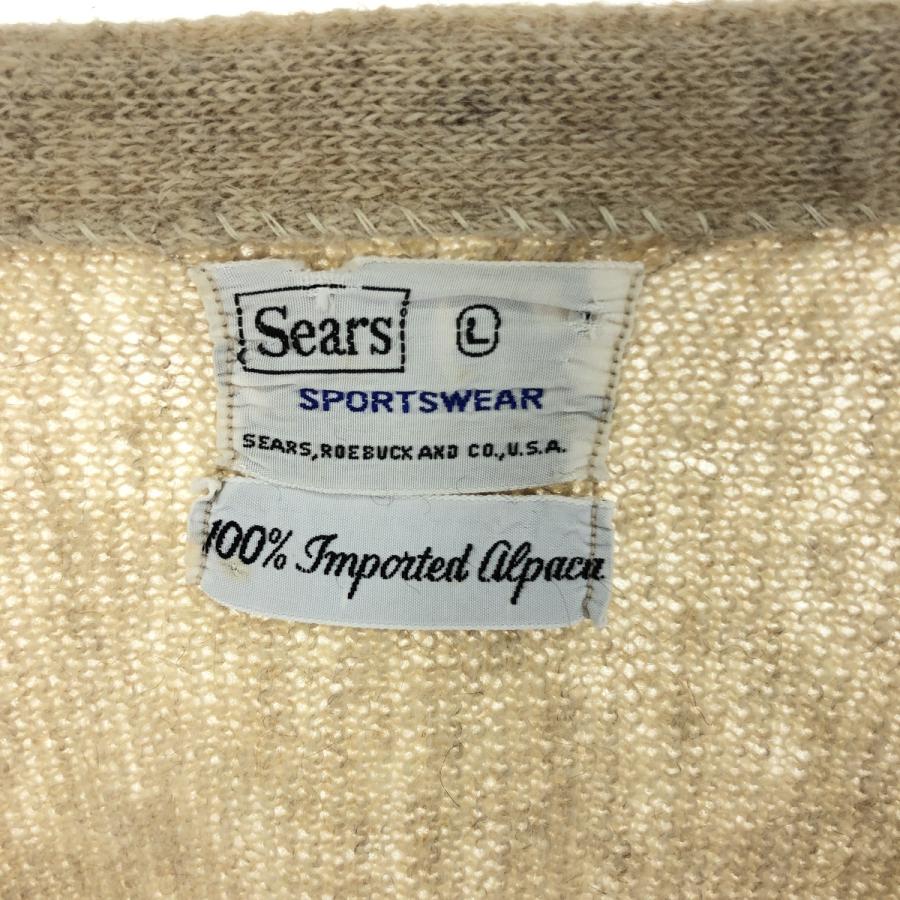 Sears L
SPORTSWEAR
SEARS, ROEBUCK AND CO., U.S.A.
100% Imported Alpaca